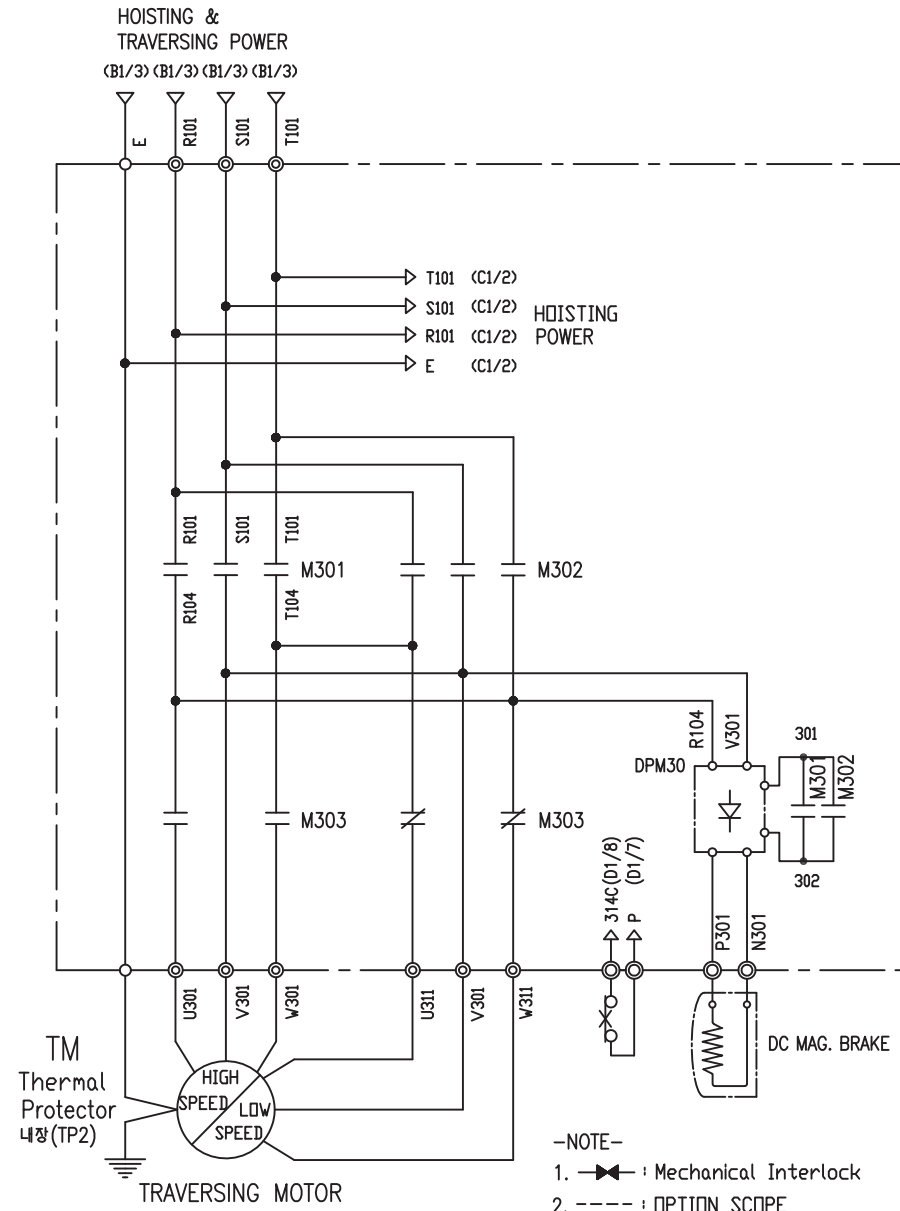 HOISTING &
TRAVERSING POWER
(B1/3) (B1/3) (B1/3) (B1/3)
E
R101
S101
T101
T101 (C1/2)
S101 (C1/2)
R101 (C1/2)
E (C1/2)
HOISTING
POWER
R101
S101
T101
M301
M302
R104
T104
R104
V301
301
DPM30
M301
M302
M303
M303
302
314C(D1/8)
P (D1/7)
P301
N301
U301
V301
W301
U311
V301
W311
DC MAG. BRAKE
TM
Thermal
Protector
내장(TP2)
HIGH
SPEED
LOW
SPEED
TRAVERSING MOTOR
-NOTE-
1. : Mechanical Interlock
2. ---- : OPTION SCOPE